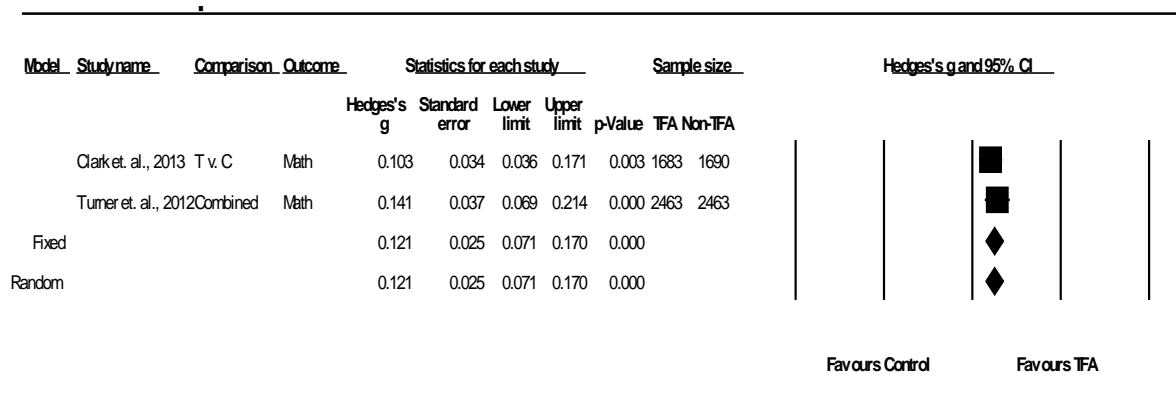 Model Study name Comparison Outcome Statistics for each study Sample size Hedges's g and 95% CI
Hedges's g Standard error Lower limit Upper limit p-Value TFA Non-TFA
Clark et. al., 2013 T v. C Math 0.103 0.034 0.036 0.171 0.003 1683 1690
Turner et. al., 2012 Combined Math 0.141 0.037 0.069 0.214 0.000 2463 2463
Fixed 0.121 0.025 0.071 0.170 0.000
Random 0.121 0.025 0.071 0.170 0.000
Favours Control Favours TFA